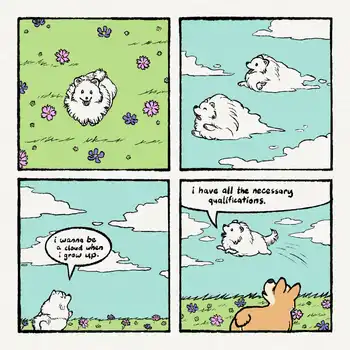 i wanna be
a cloud when
i grow up.
i have all the necessary
qualifications.